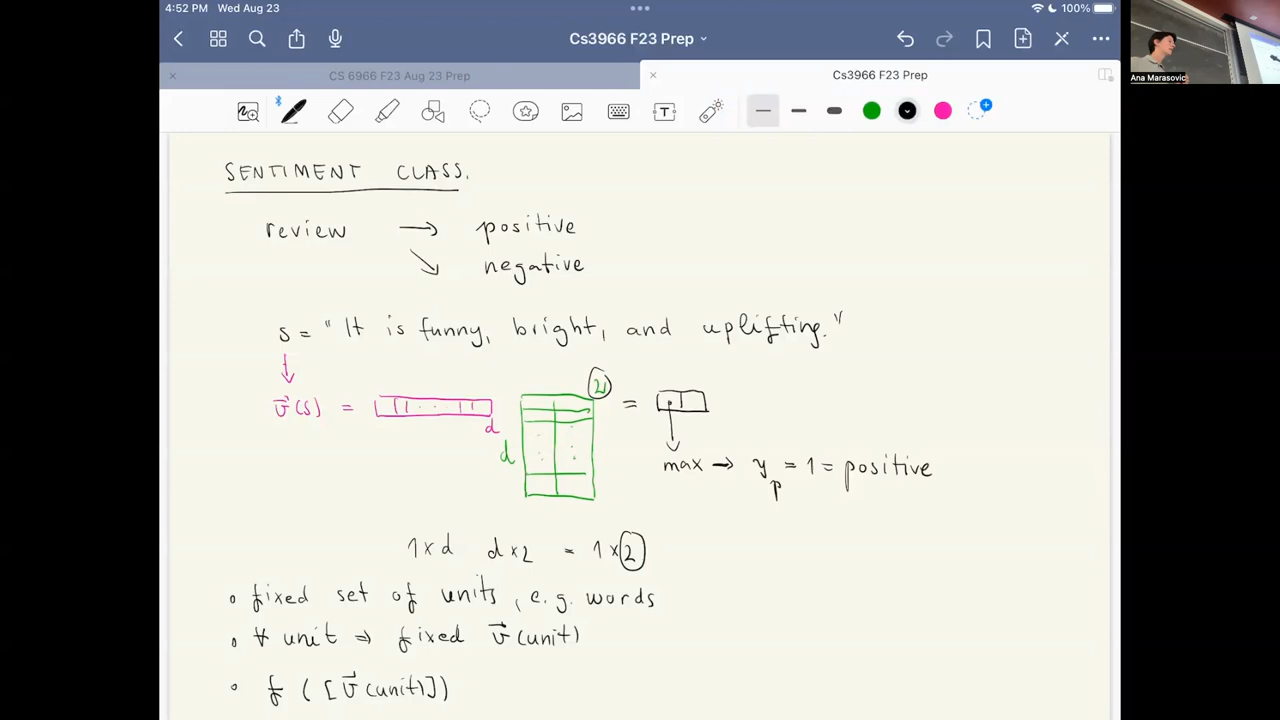 4:52 PM Wed Aug 23
100%
Cs3966 F23 Prep
CS 6966 F23 Aug 23 Prep
Cs3966 F23 Prep
Ana Marasovic
SENTIMENT CLASS.
review → positive
↘ negative
s = "It is funny, bright, and uplifting."
v⃗(s) = d d 2 =
max → y_p = 1 = positive
1×d d×2 = 1×2
• fixed set of units, e.g. words
• ∀ unit ⇒ fixed v⃗(unit)
• f ([v⃗(unit)])